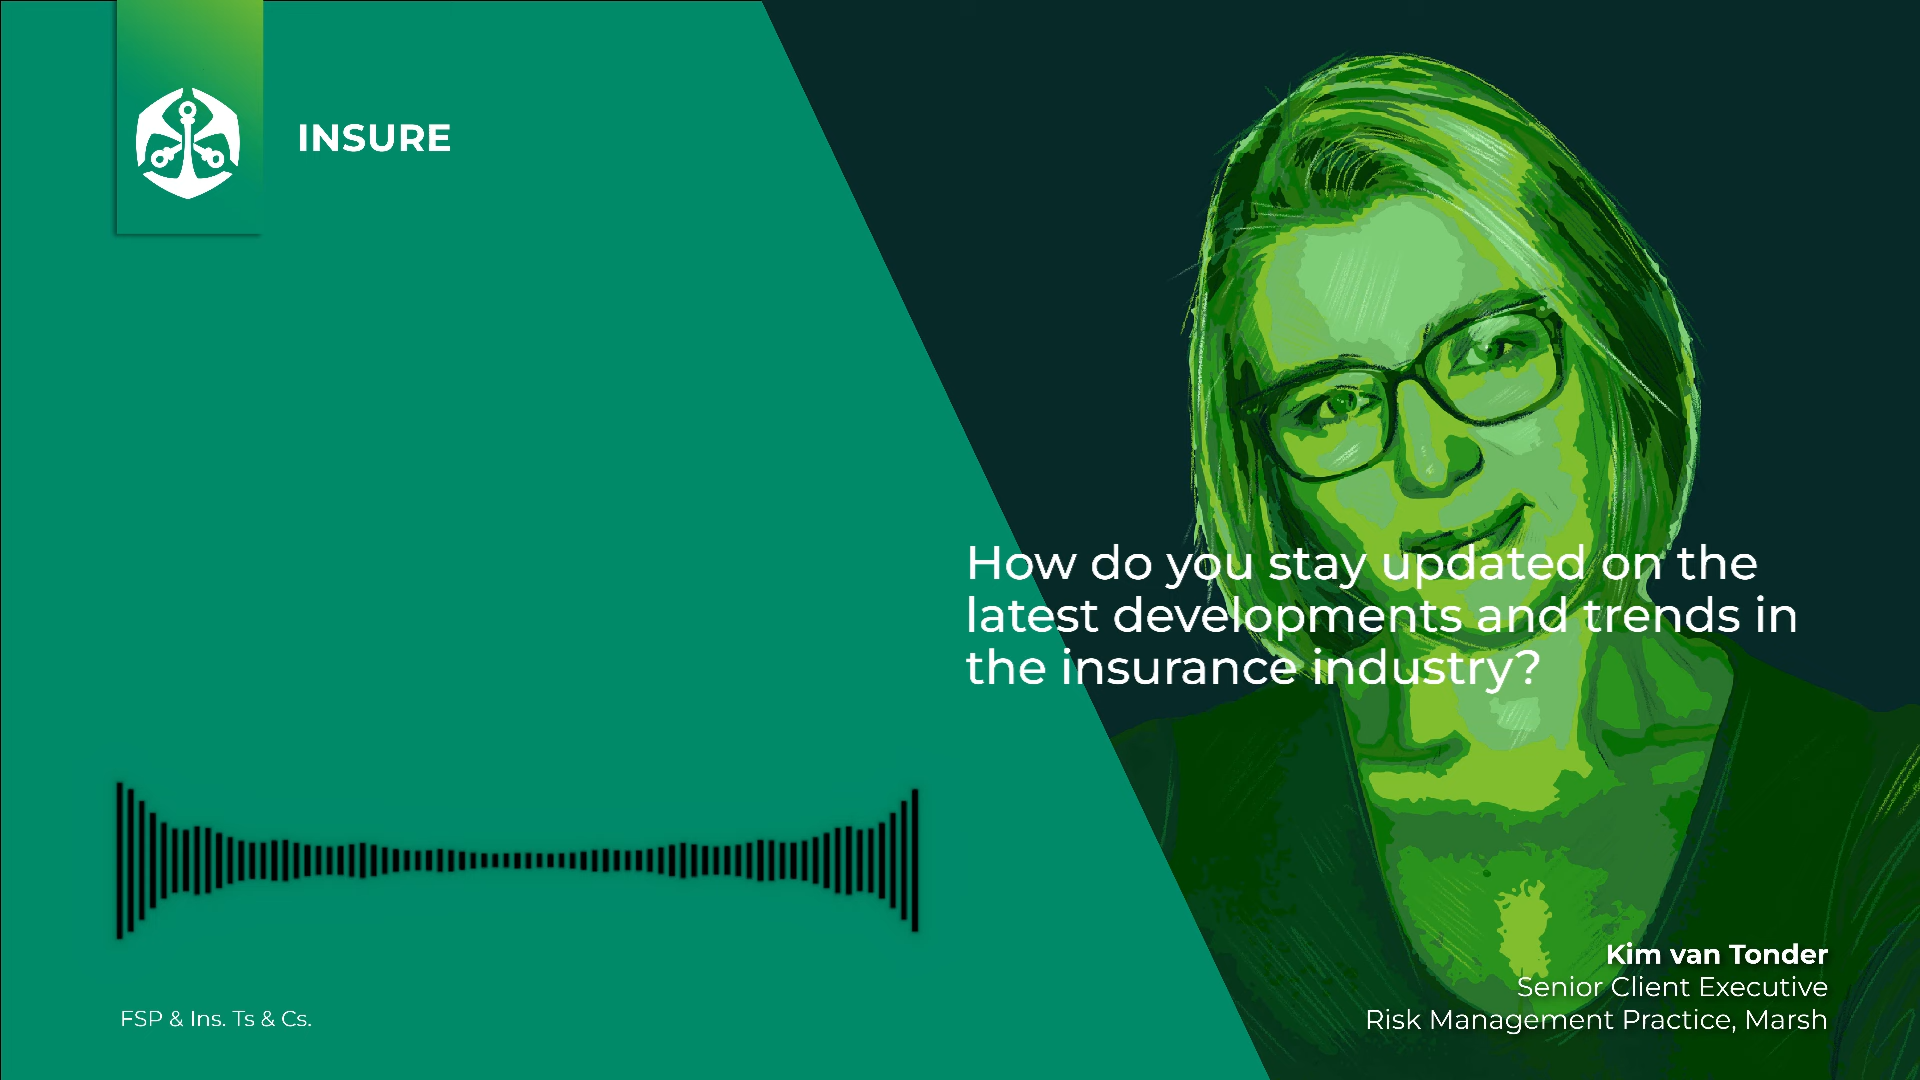 INSURE
How do you stay updated on the
latest developments and trends in
the insurance industry?
Kim van Tonder
Senior Client Executive
Risk Management Practice, Marsh
FSP & Ins. Ts & Cs.